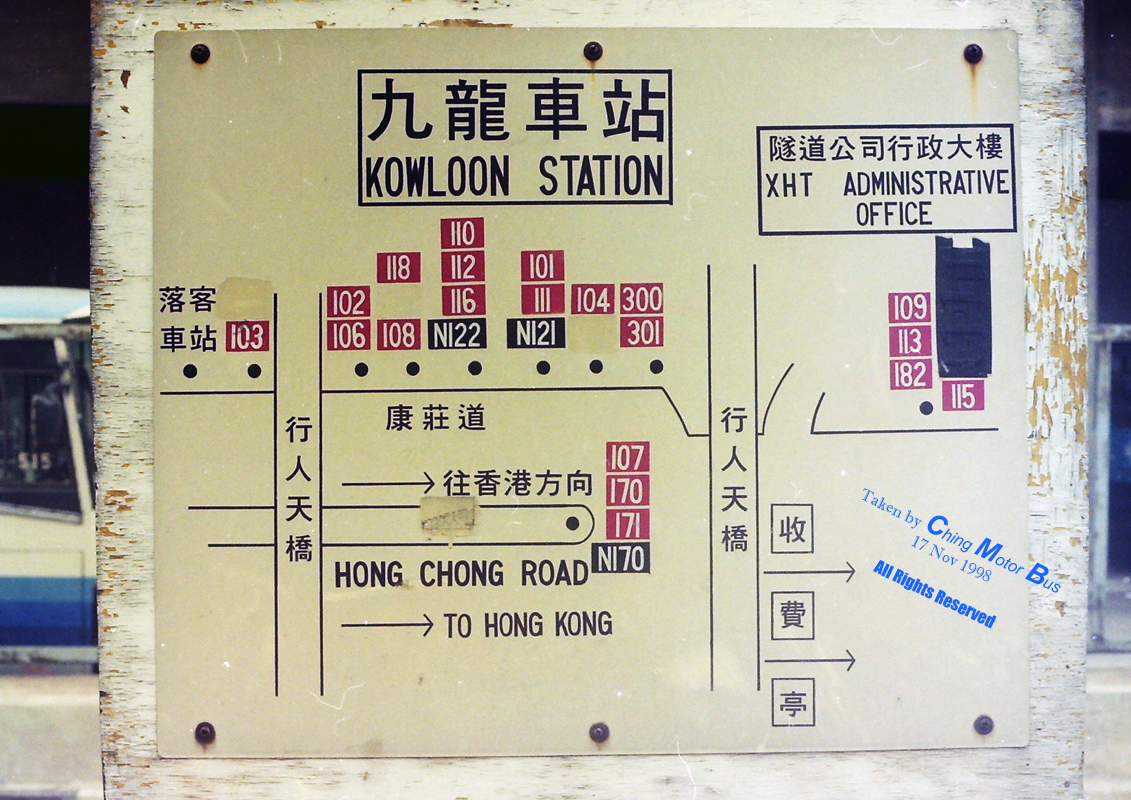 九龍車站
KOWLOON STATION
隧道公司行政大樓
XHT ADMINISTRATIVE
OFFICE
落客
車站
103
102
106
118
108
110
112
116
N122
101
111
N121
104
300
301
109
113
182
115
康莊道
行人天橋
行人天橋
往香港方向
107
170
171
N170
HONG CHONG ROAD
TO HONG KONG
收
費
亭
515
Taken by Ching Motor Bus
17 Nov 1998
All Rights Reserved